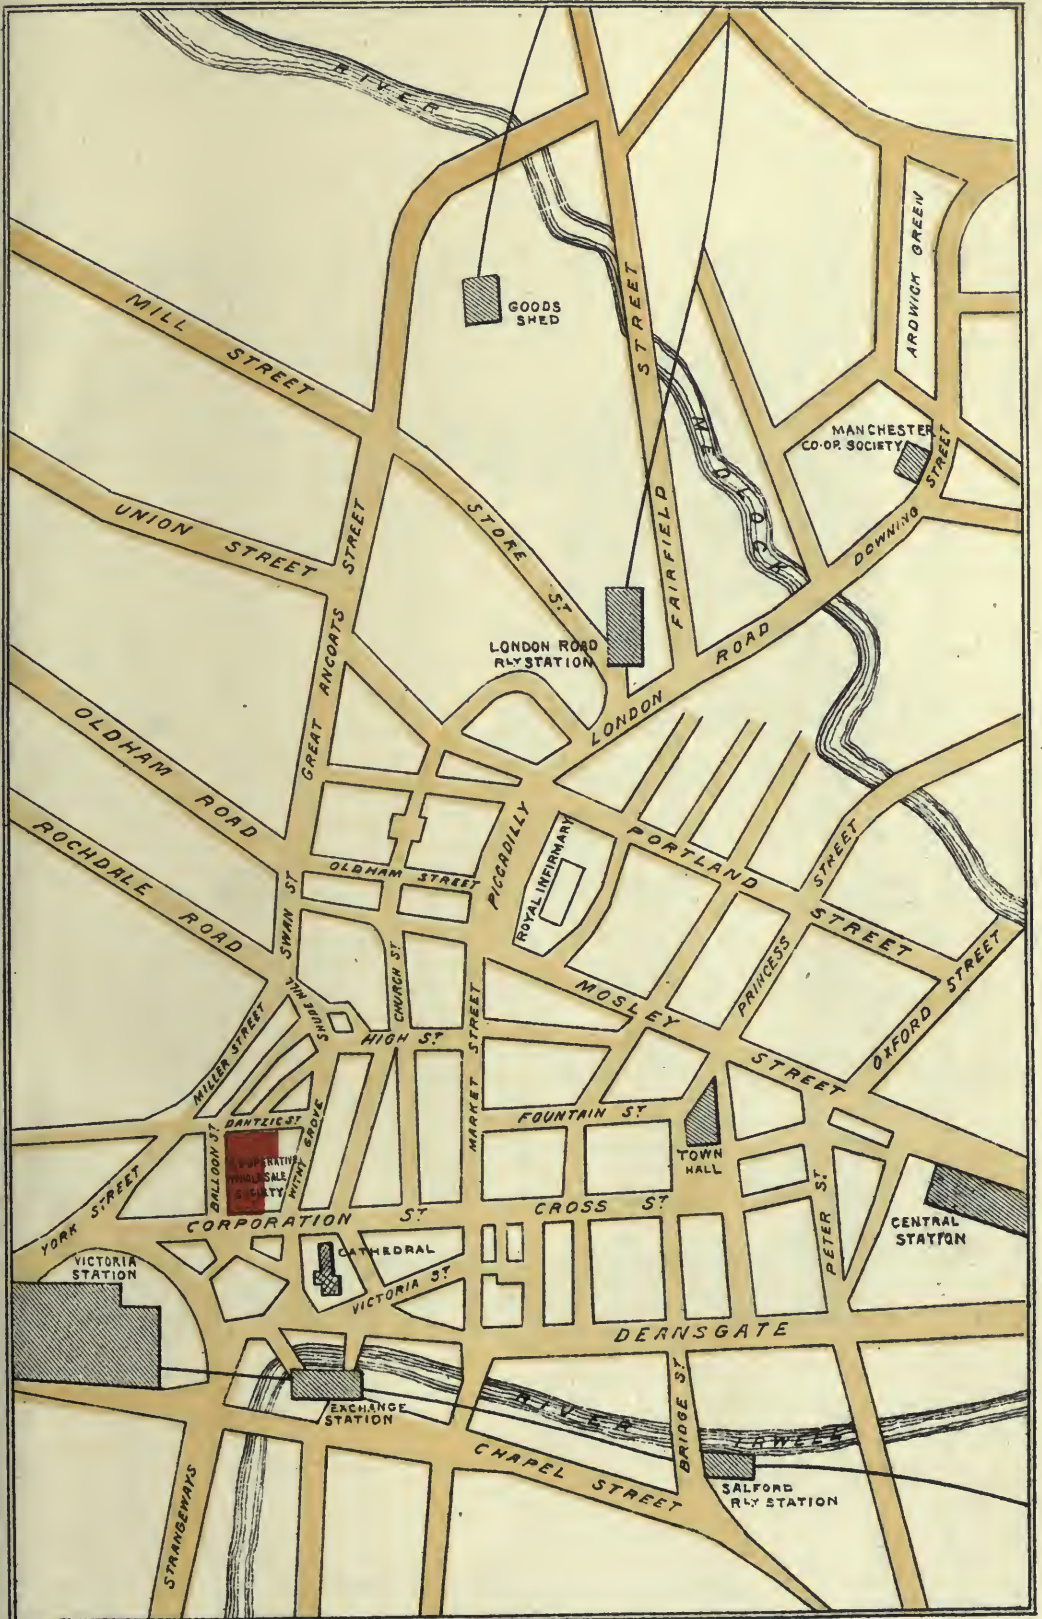 RIVER
GOODS
SHED
STREET
ARDWICK GREEN
MILL STREET
MANCHESTER
CO-OP. SOCIETY
MEDLOCK
STREET
STORE ST
UNION STREET
STREET
FAIRFIELD
DOWNING
LONDON ROAD
RLY STATION
ROAD
LONDON
GREAT ANCOATS
OLDHAM ROAD
ROCHDALE ROAD
PICCADILLY
ROYAL INFIRMARY
PORTLAND STREET
STREET
OLDHAM STREET
SWAN ST
CHURCH ST
MOSLEY STREET
PRINCESS
OXFORD STREET
SHUDE HILL
HIGH ST
MARKET STREET
MILLER STREET
DANTZIC ST
FOUNTAIN ST
TOWN
HALL
BALLOON ST
CO-OPERATIVE
WHOLESALE
SOCIETY
WITHY GROVE
YORK STREET
CORPORATION ST
CROSS ST
PETER ST
CENTRAL
STATION
VICTORIA
STATION
CATHEDRAL
VICTORIA ST
DEANSGATE
EXCHANGE
STATION
RIVER IRWELL
BRIDGE ST
CHAPEL STREET
SALFORD
RLY STATION
STRANGEWAYS